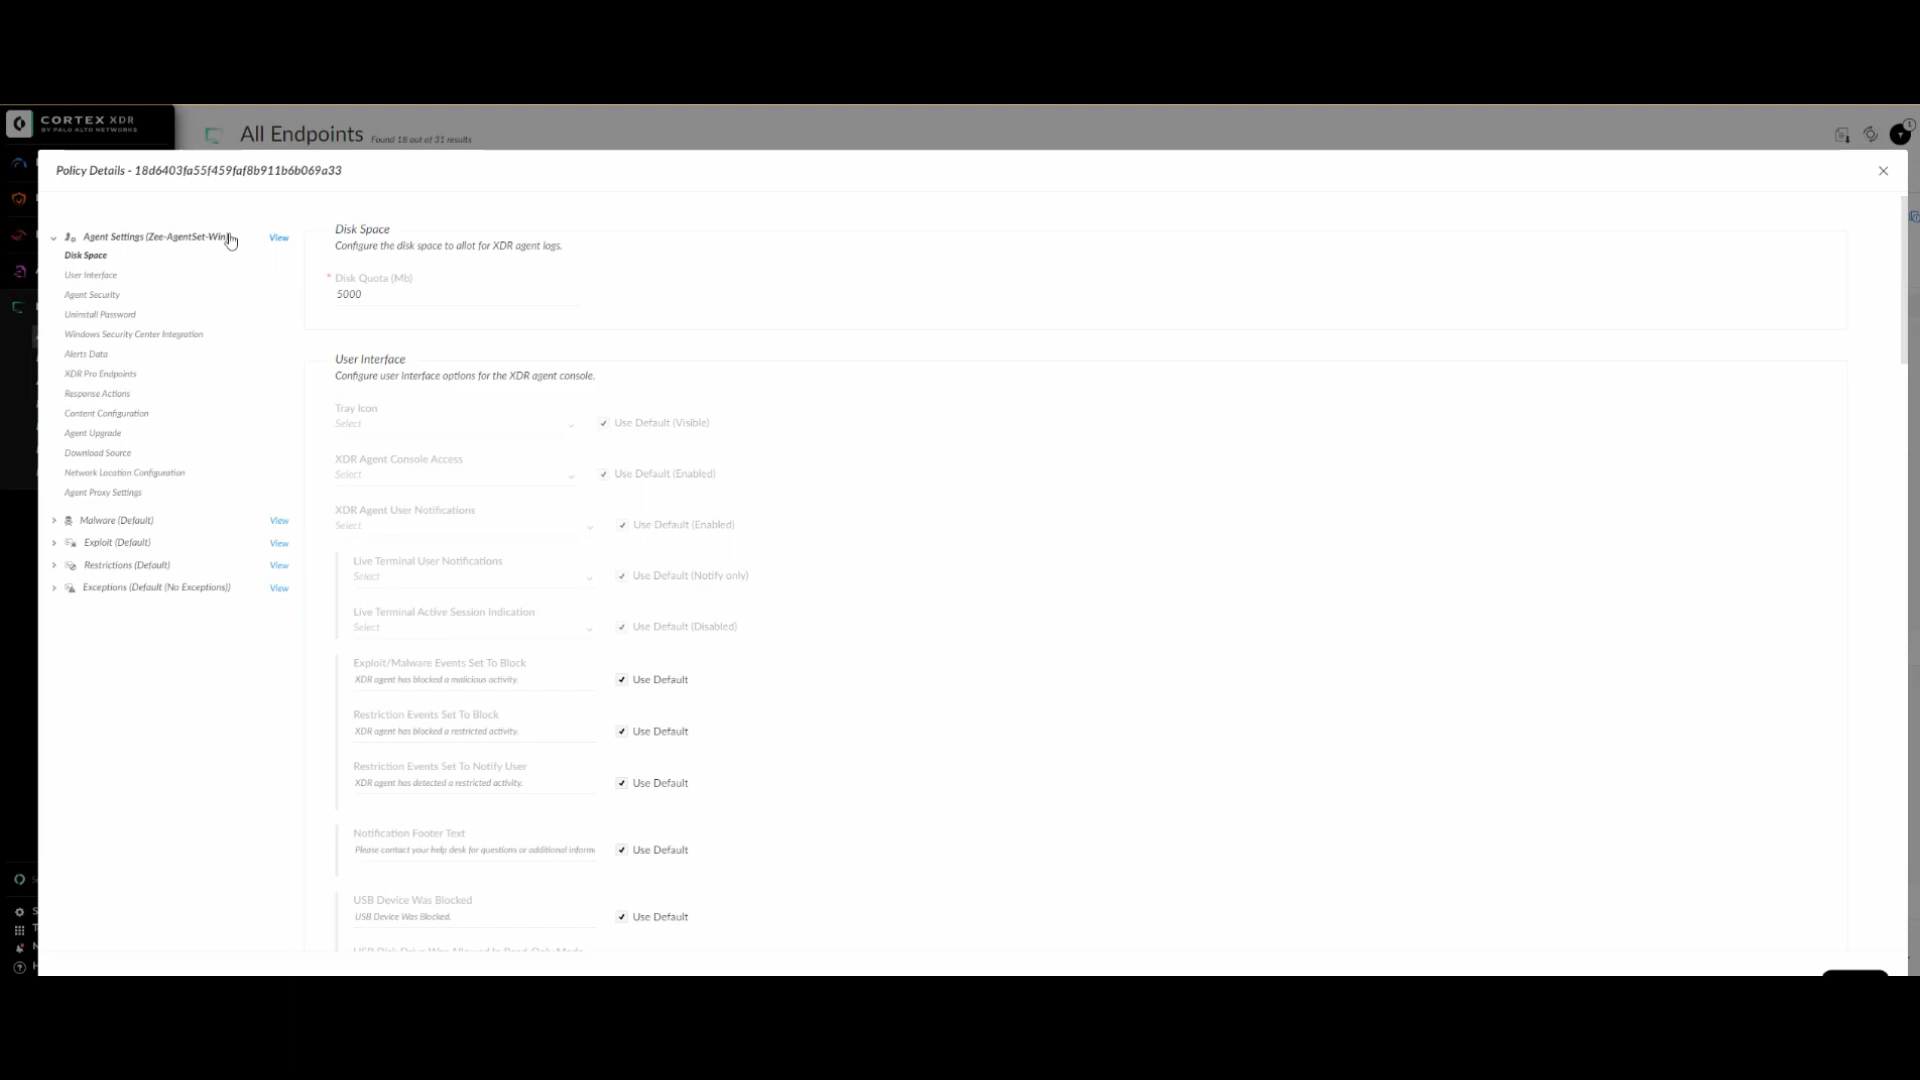 CORTEX XDR
BY PALO ALTO NETWORKS
All Endpoints Found 18 out of 31 results
1
Policy Details - 18d6403fa55f459faf8b911b6b069a33
Agent Settings (Zee-AgentSet-Win) View
Disk Space
User Interface
Agent Security
Uninstall Password
Windows Security Center Integration
Alerts Data
XDR Pro Endpoints
Response Actions
Content Configuration
Agent Upgrade
Download Source
Network Location Configuration
Agent Proxy Settings
Malware (Default) View
Exploit (Default) View
Restrictions (Default) View
Exceptions (Default (No Exceptions)) View
Disk Space
Configure the disk space to allot for XDR agent logs.
* Disk Quota (Mb)
5000
User Interface
Configure user interface options for the XDR agent console.
Tray Icon
Select Use Default (Visible)
XDR Agent Console Access
Select Use Default (Enabled)
XDR Agent User Notifications
Select Use Default (Enabled)
Live Terminal User Notifications
Select Use Default (Notify only)
Live Terminal Active Session Indication
Select Use Default (Disabled)
Exploit/Malware Events Set To Block
XDR agent has blocked a malicious activity. Use Default
Restriction Events Set To Block
XDR agent has blocked a restricted activity. Use Default
Restriction Events Set To Notify User
XDR agent has detected a restricted activity. Use Default
Notification Footer Text
Please contact your help desk for questions or additional inform Use Default
USB Device Was Blocked
USB Device Was Blocked. Use Default
USB Disk Drive Was Allowed In Read-Only Mode